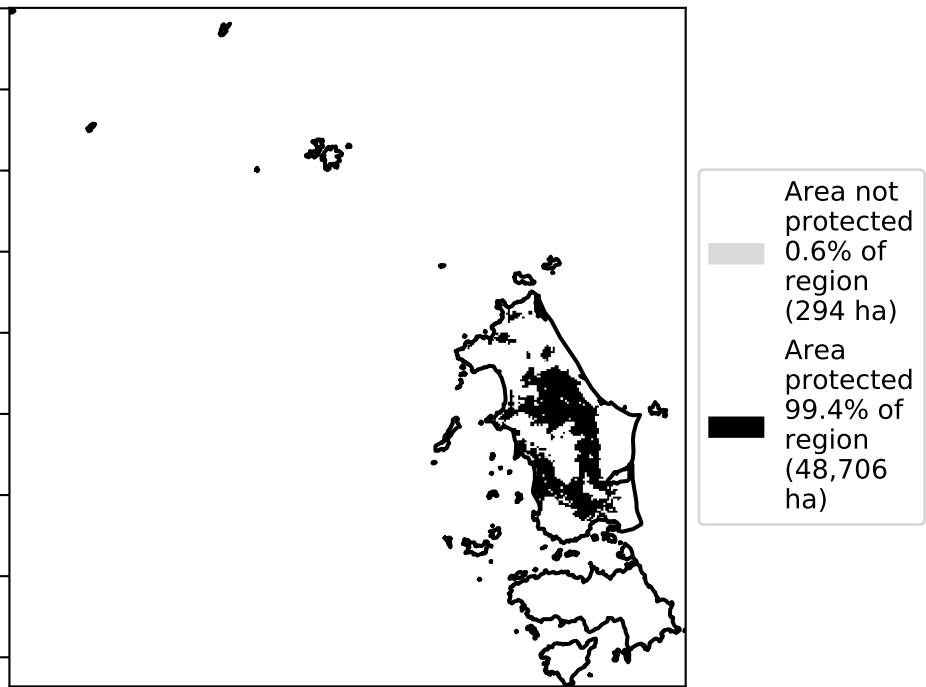 Area not
protected
0.6% of
region
(294 ha)
Area
protected
99.4% of
region
(48,706
ha)